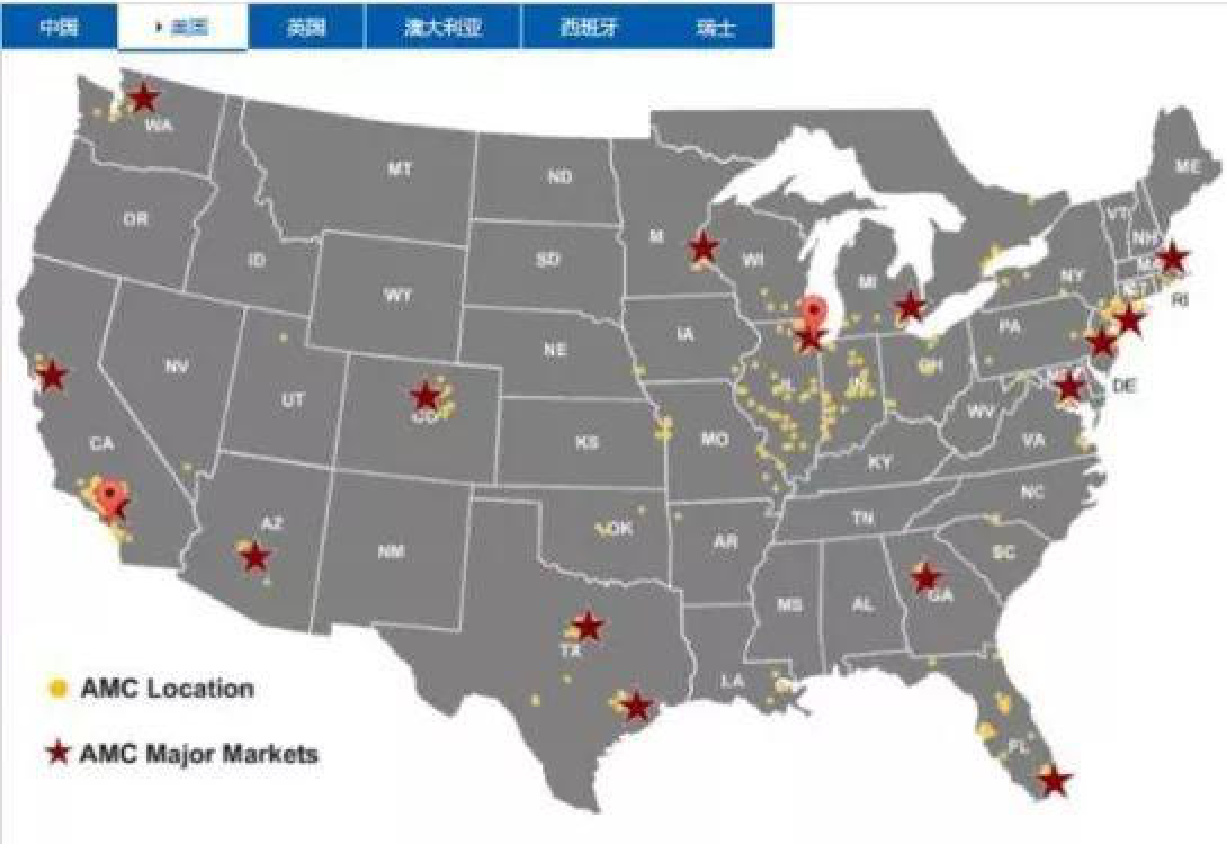 中国 美国 英国 澳大利亚 西班牙 瑞士
WA
MT
ND
ME
OR
ID
SD
M
WI
MI
VT
NH
NY
WY
RI
IA
PA
NE
NV
UT
OH
DE
CO
IL
IN
WV
CA
KS
MO
VA
KY
NC
AZ
OK
TN
NM
AR
SC
MS
AL
GA
TX
LA
FL
AMC Location
AMC Major Markets